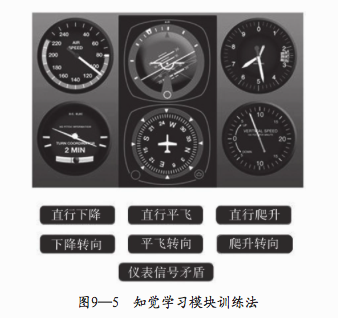 AIR
SPEED
TURN COORDINATOR
2 MIN
VERTICAL SPEED
直行下降 直行平飞 直行爬升
下降转向 平飞转向 爬升转向
仪表信号矛盾
图9—5 知觉学习模块训练法